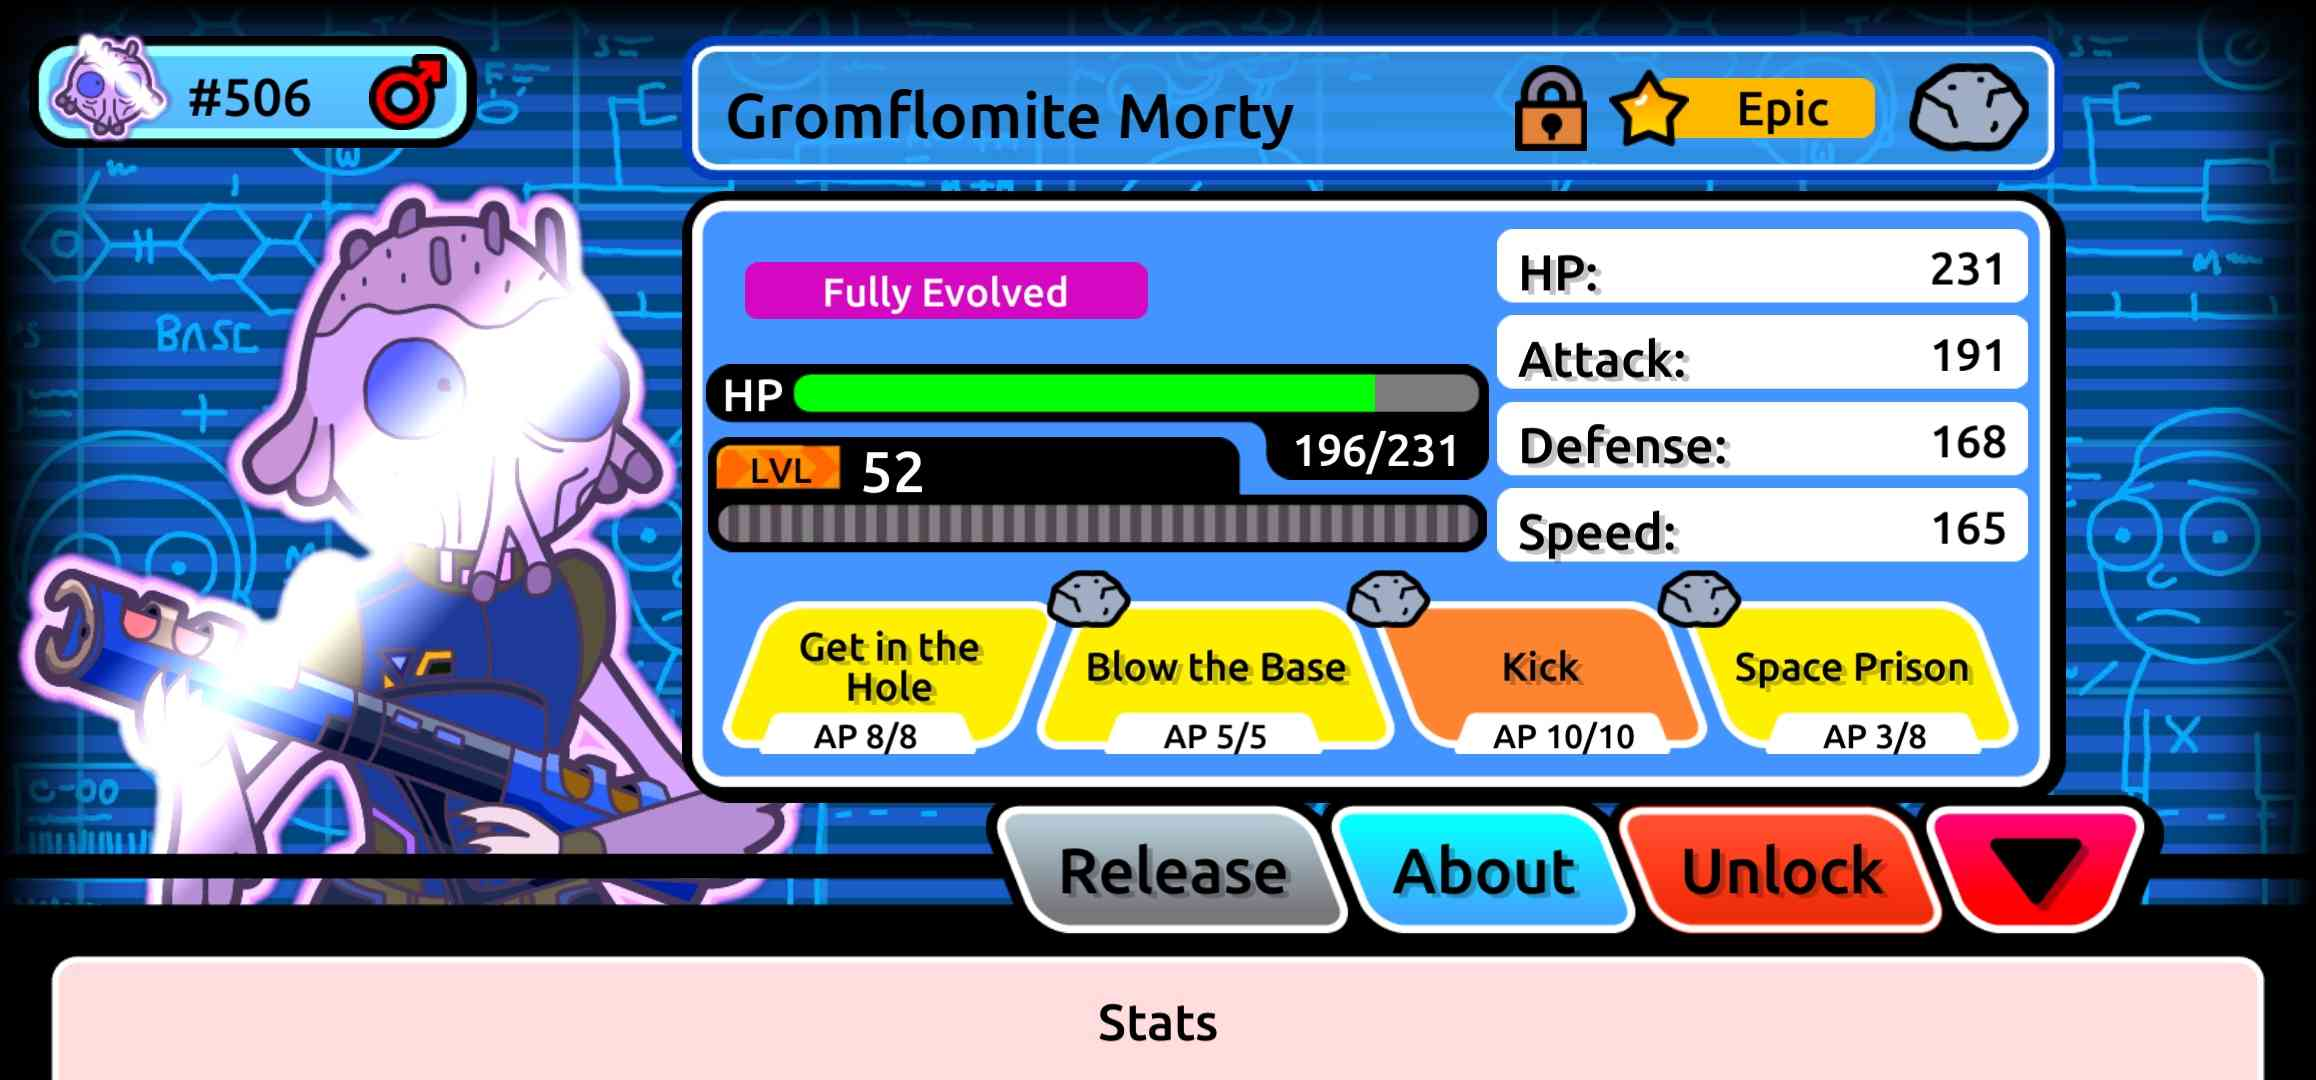 #506
Gromflomite Morty
Epic
Fully Evolved
HP
196/231
LVL 52
HP: 231
Attack: 191
Defense: 168
Speed: 165
Get in the
Hole
AP 8/8
Blow the Base
AP 5/5
Kick
AP 10/10
Space Prison
AP 3/8
BASE
C-00
Release
About
Unlock
Stats